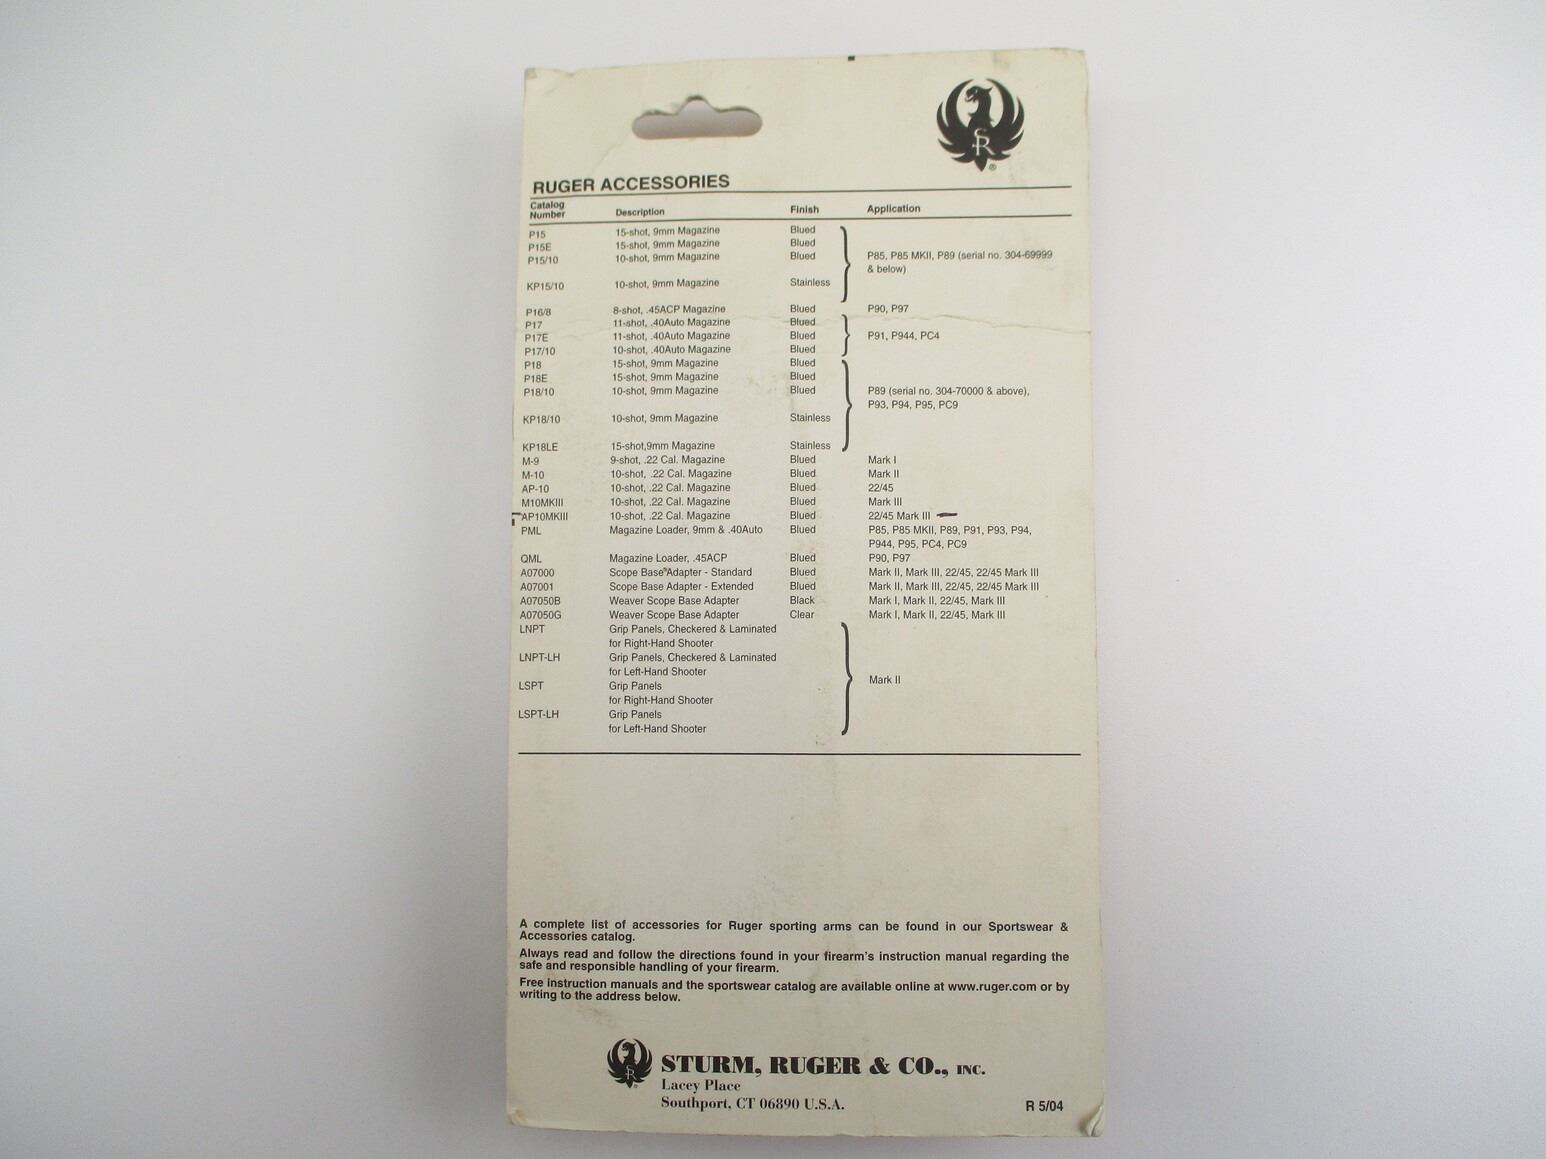 SR
®
RUGER ACCESSORIES
Catalog Number Description Finish Application
P15 15-shot, 9mm Magazine Blued
P15E 15-shot, 9mm Magazine Blued
P15/10 10-shot, 9mm Magazine Blued P85, P85 MKII, P89 (serial no. 304-69999
& below)
KP15/10 10-shot, 9mm Magazine Stainless
P16/8 8-shot, .45ACP Magazine Blued P90, P97
P17 11-shot, .40Auto Magazine Blued
P17E 11-shot, .40Auto Magazine Blued P91, P944, PC4
P17/10 10-shot, .40Auto Magazine Blued
P18 15-shot, 9mm Magazine Blued
P18E 15-shot, 9mm Magazine Blued
P18/10 10-shot, 9mm Magazine Blued P89 (serial no. 304-70000 & above),
P93, P94, P95, PC9
KP18/10 10-shot, 9mm Magazine Stainless
KP18LE 15-shot,9mm Magazine Stainless
M-9 9-shot, .22 Cal. Magazine Blued Mark I
M-10 10-shot, .22 Cal. Magazine Blued Mark II
AP-10 10-shot, .22 Cal. Magazine Blued 22/45
M10MKIII 10-shot, .22 Cal. Magazine Blued Mark III
AP10MKIII 10-shot, .22 Cal. Magazine Blued 22/45 Mark III
PML Magazine Loader, 9mm & .40Auto Blued P85, P85 MKII, P89, P91, P93, P94,
P944, P95, PC4, PC9
QML Magazine Loader, .45ACP Blued P90, P97
A07000 Scope Base Adapter - Standard Blued Mark II, Mark III, 22/45, 22/45 Mark III
A07001 Scope Base Adapter - Extended Blued Mark II, Mark III, 22/45, 22/45 Mark III
A07050B Weaver Scope Base Adapter Black Mark I, Mark II, 22/45, Mark III
A07050G Weaver Scope Base Adapter Clear Mark I, Mark II, 22/45, Mark III
LNPT Grip Panels, Checkered & Laminated
for Right-Hand Shooter
LNPT-LH Grip Panels, Checkered & Laminated
for Left-Hand Shooter
Mark II
LSPT Grip Panels
for Right-Hand Shooter
LSPT-LH Grip Panels
for Left-Hand Shooter
A complete list of accessories for Ruger sporting arms can be found in our Sportswear &
Accessories catalog.
Always read and follow the directions found in your firearm's instruction manual regarding the
safe and responsible handling of your firearm.
Free instruction manuals and the sportswear catalog are available online at www.ruger.com or by
writing to the address below.
SR
STURM, RUGER & CO., INC.
Lacey Place
Southport, CT 06890 U.S.A.
R 5/04